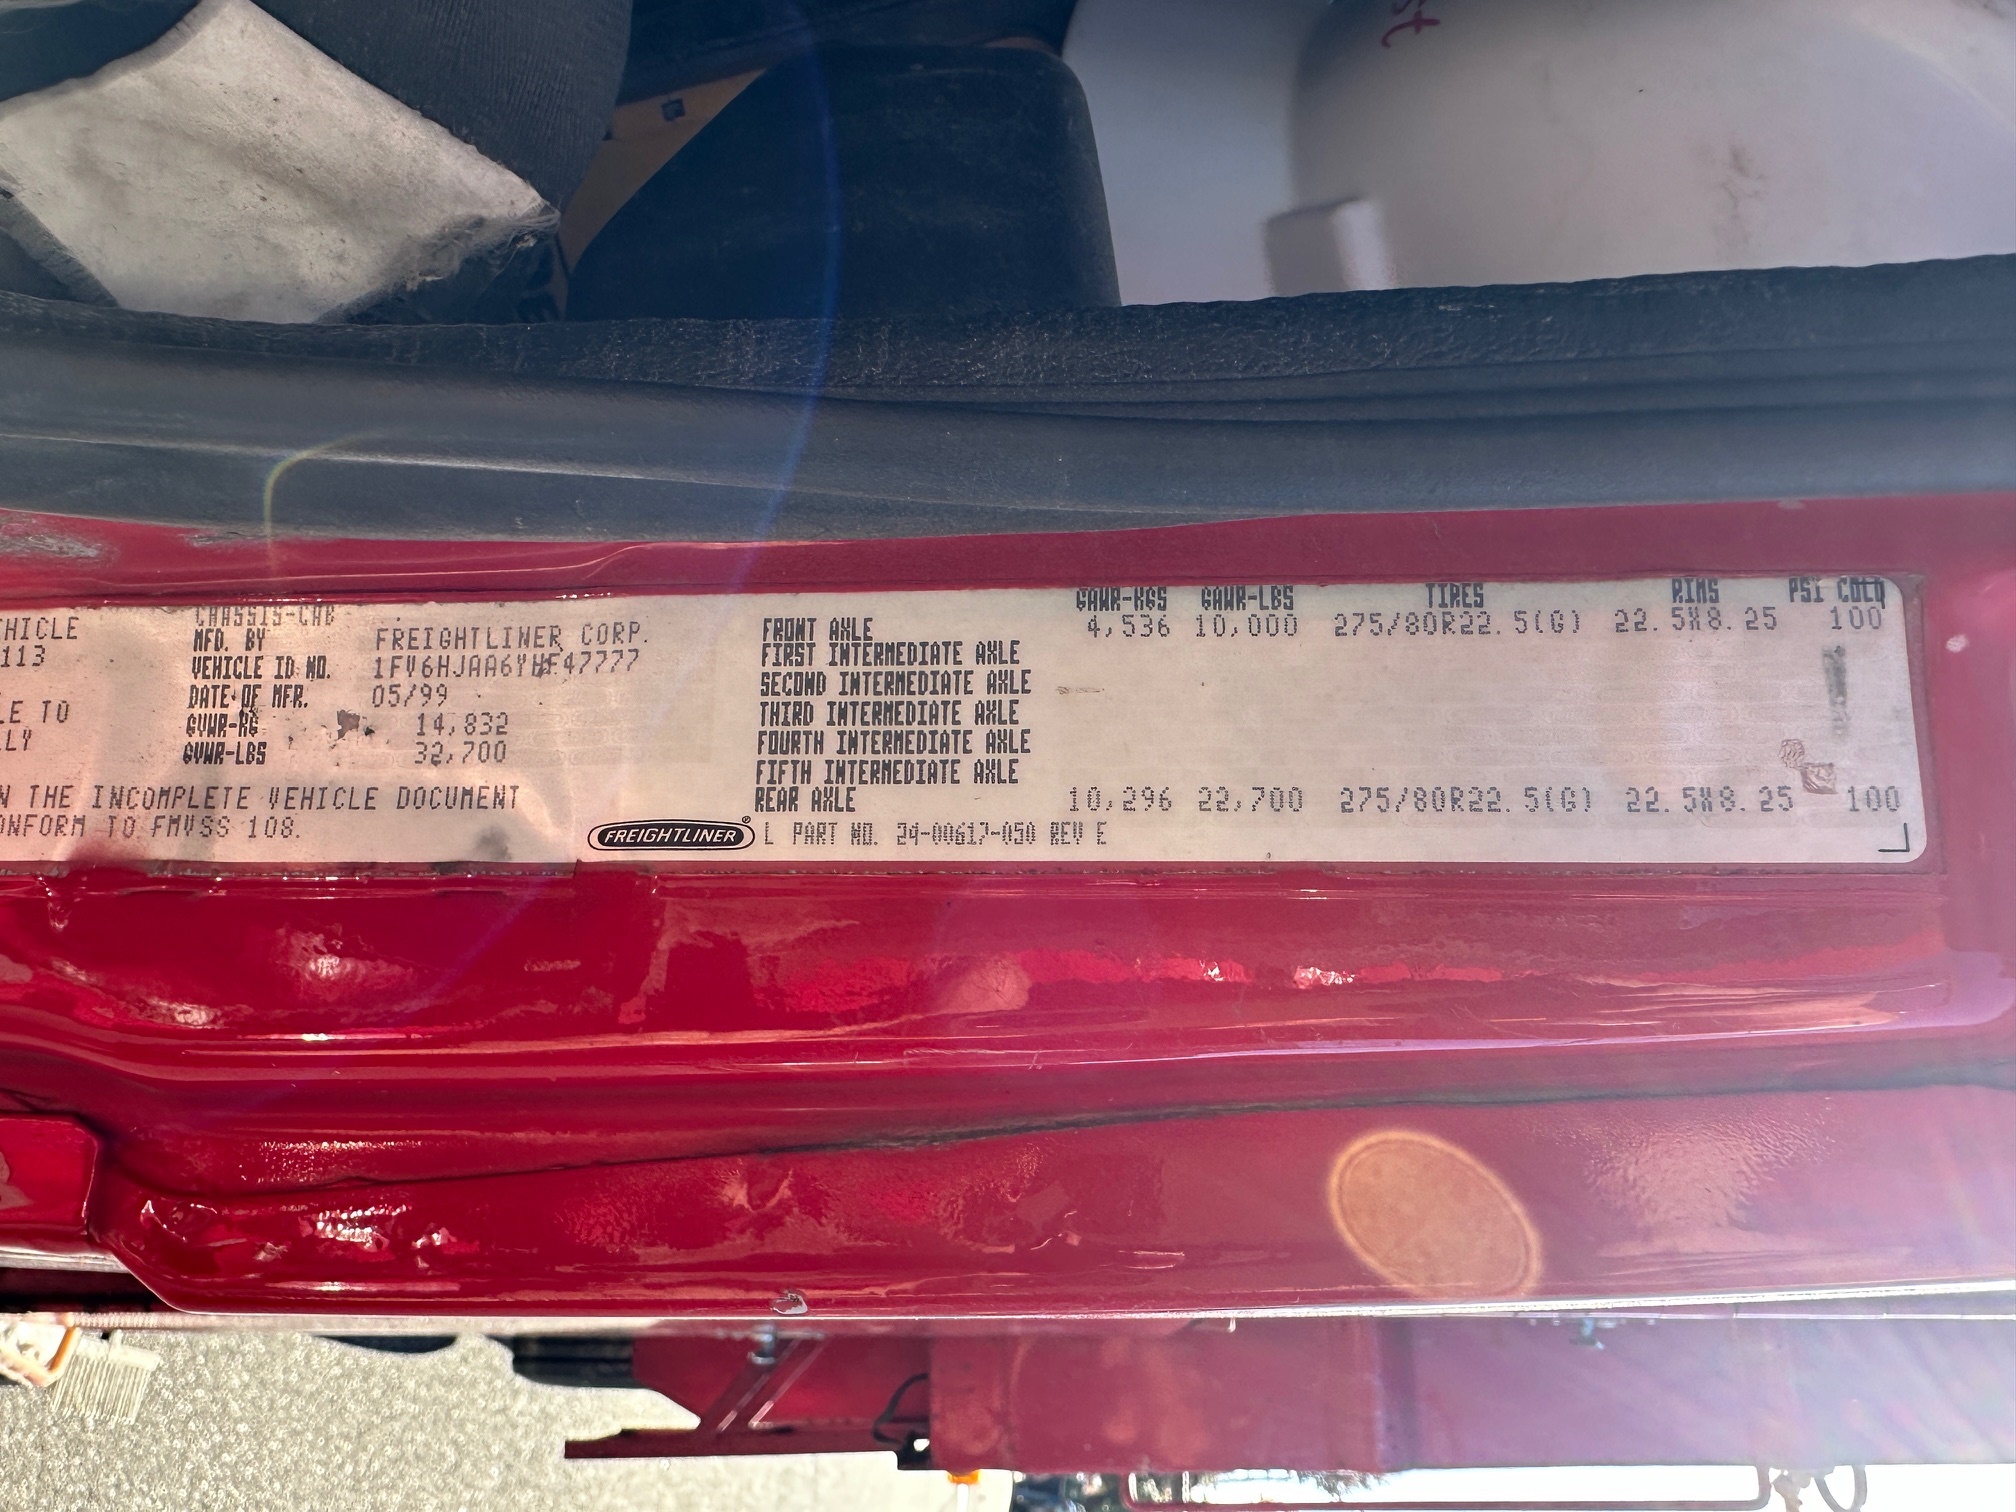 st
CHASSIS-CAB
HICLE
113
LE TO
LLY
MFD. BY FREIGHTLINER CORP.
VEHICLE ID NO. 1FV6HJAA6YHF47777
DATE OF MFR. 05/99
GVWR-KG 14,832
GVWR-LBS 32,700
N THE INCOMPLETE VEHICLE DOCUMENT
ONFORM TO FMVSS 108.
FREIGHTLINER®
GAWR-KGS GAWR-LBS TIRES RIMS PSI COLD
FRONT AXLE 4,536 10,000 275/80R22.5(G) 22.5X8.25 100
FIRST INTERMEDIATE AXLE
SECOND INTERMEDIATE AXLE
THIRD INTERMEDIATE AXLE
FOURTH INTERMEDIATE AXLE
FIFTH INTERMEDIATE AXLE
REAR AXLE 10,296 22,700 275/80R22.5(G) 22.5X8.25 100
L PART NO. 24-00617-050 REV E